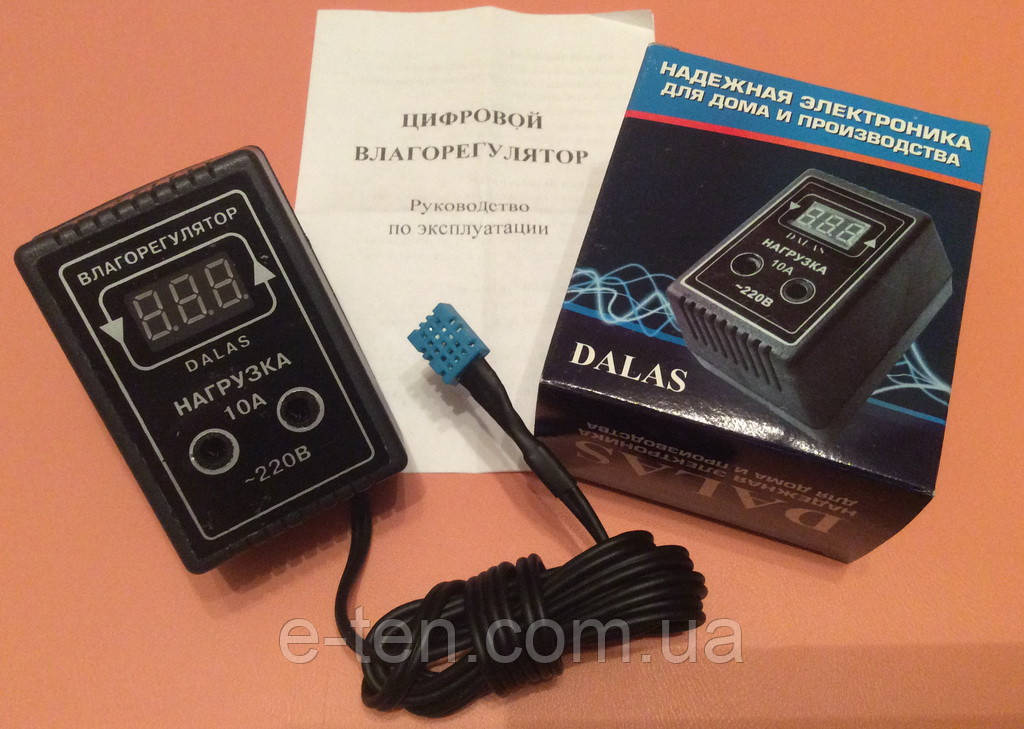 ЦИФРОВОЙ
ВЛАГОРЕГУЛЯТОР
Руководство
по эксплуатации
НАДЕЖНАЯ ЭЛЕКТРОНИКА
ДЛЯ ДОМА И ПРОИЗВОДСТВА
DALAS
НАГРУЗКА
10А
~220В
DALAS
DALAS
НАДЕЖНАЯ ЭЛЕКТРОНИКА
ДЛЯ ДОМА И ПРОИЗВОДСТВА
ВЛАГОРЕГУЛЯТОР
DALAS
НАГРУЗКА
10А
~220В
e-ten.com.ua